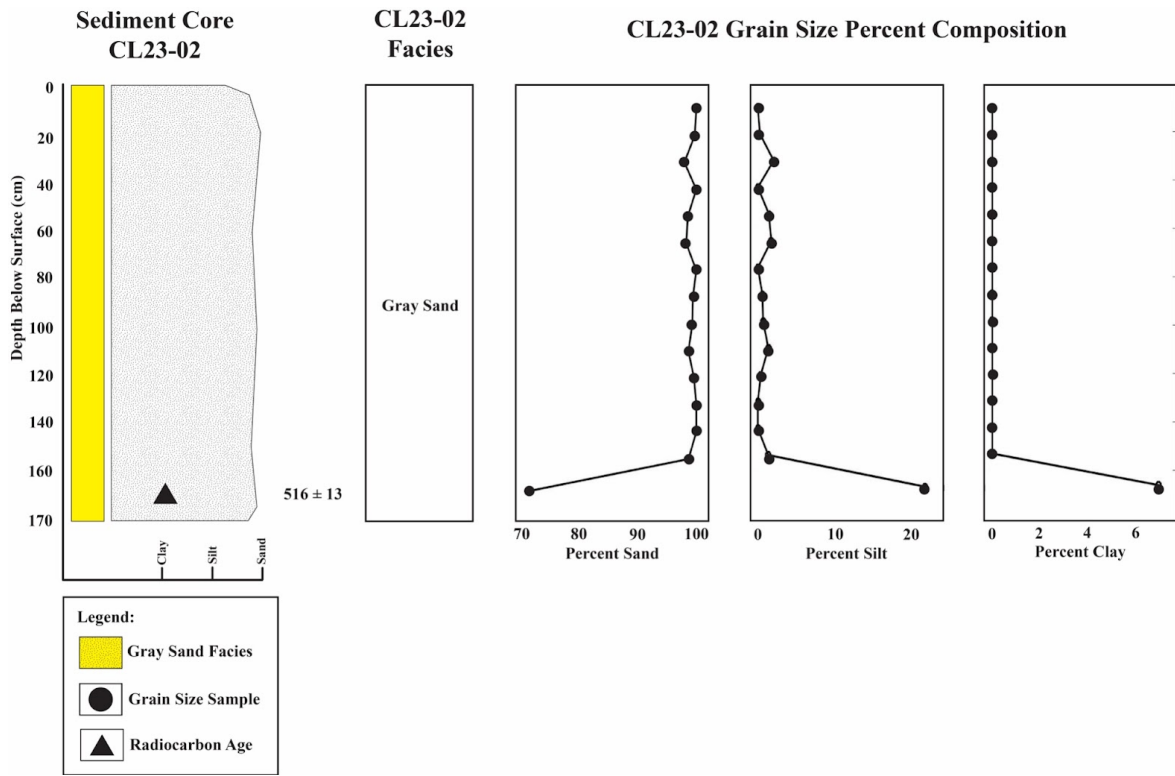 Sediment Core
CL23-02
CL23-02
Facies
CL23-02 Grain Size Percent Composition
Depth Below Surface (cm)
0
20
40
60
80
100
120
140
160
170
516 ± 13
Clay
Silt
Sand
Gray Sand
70
80
90
100
Percent Sand
0
10
20
Percent Silt
0
2
4
6
Percent Clay
Legend:
Gray Sand Facies
Grain Size Sample
Radiocarbon Age